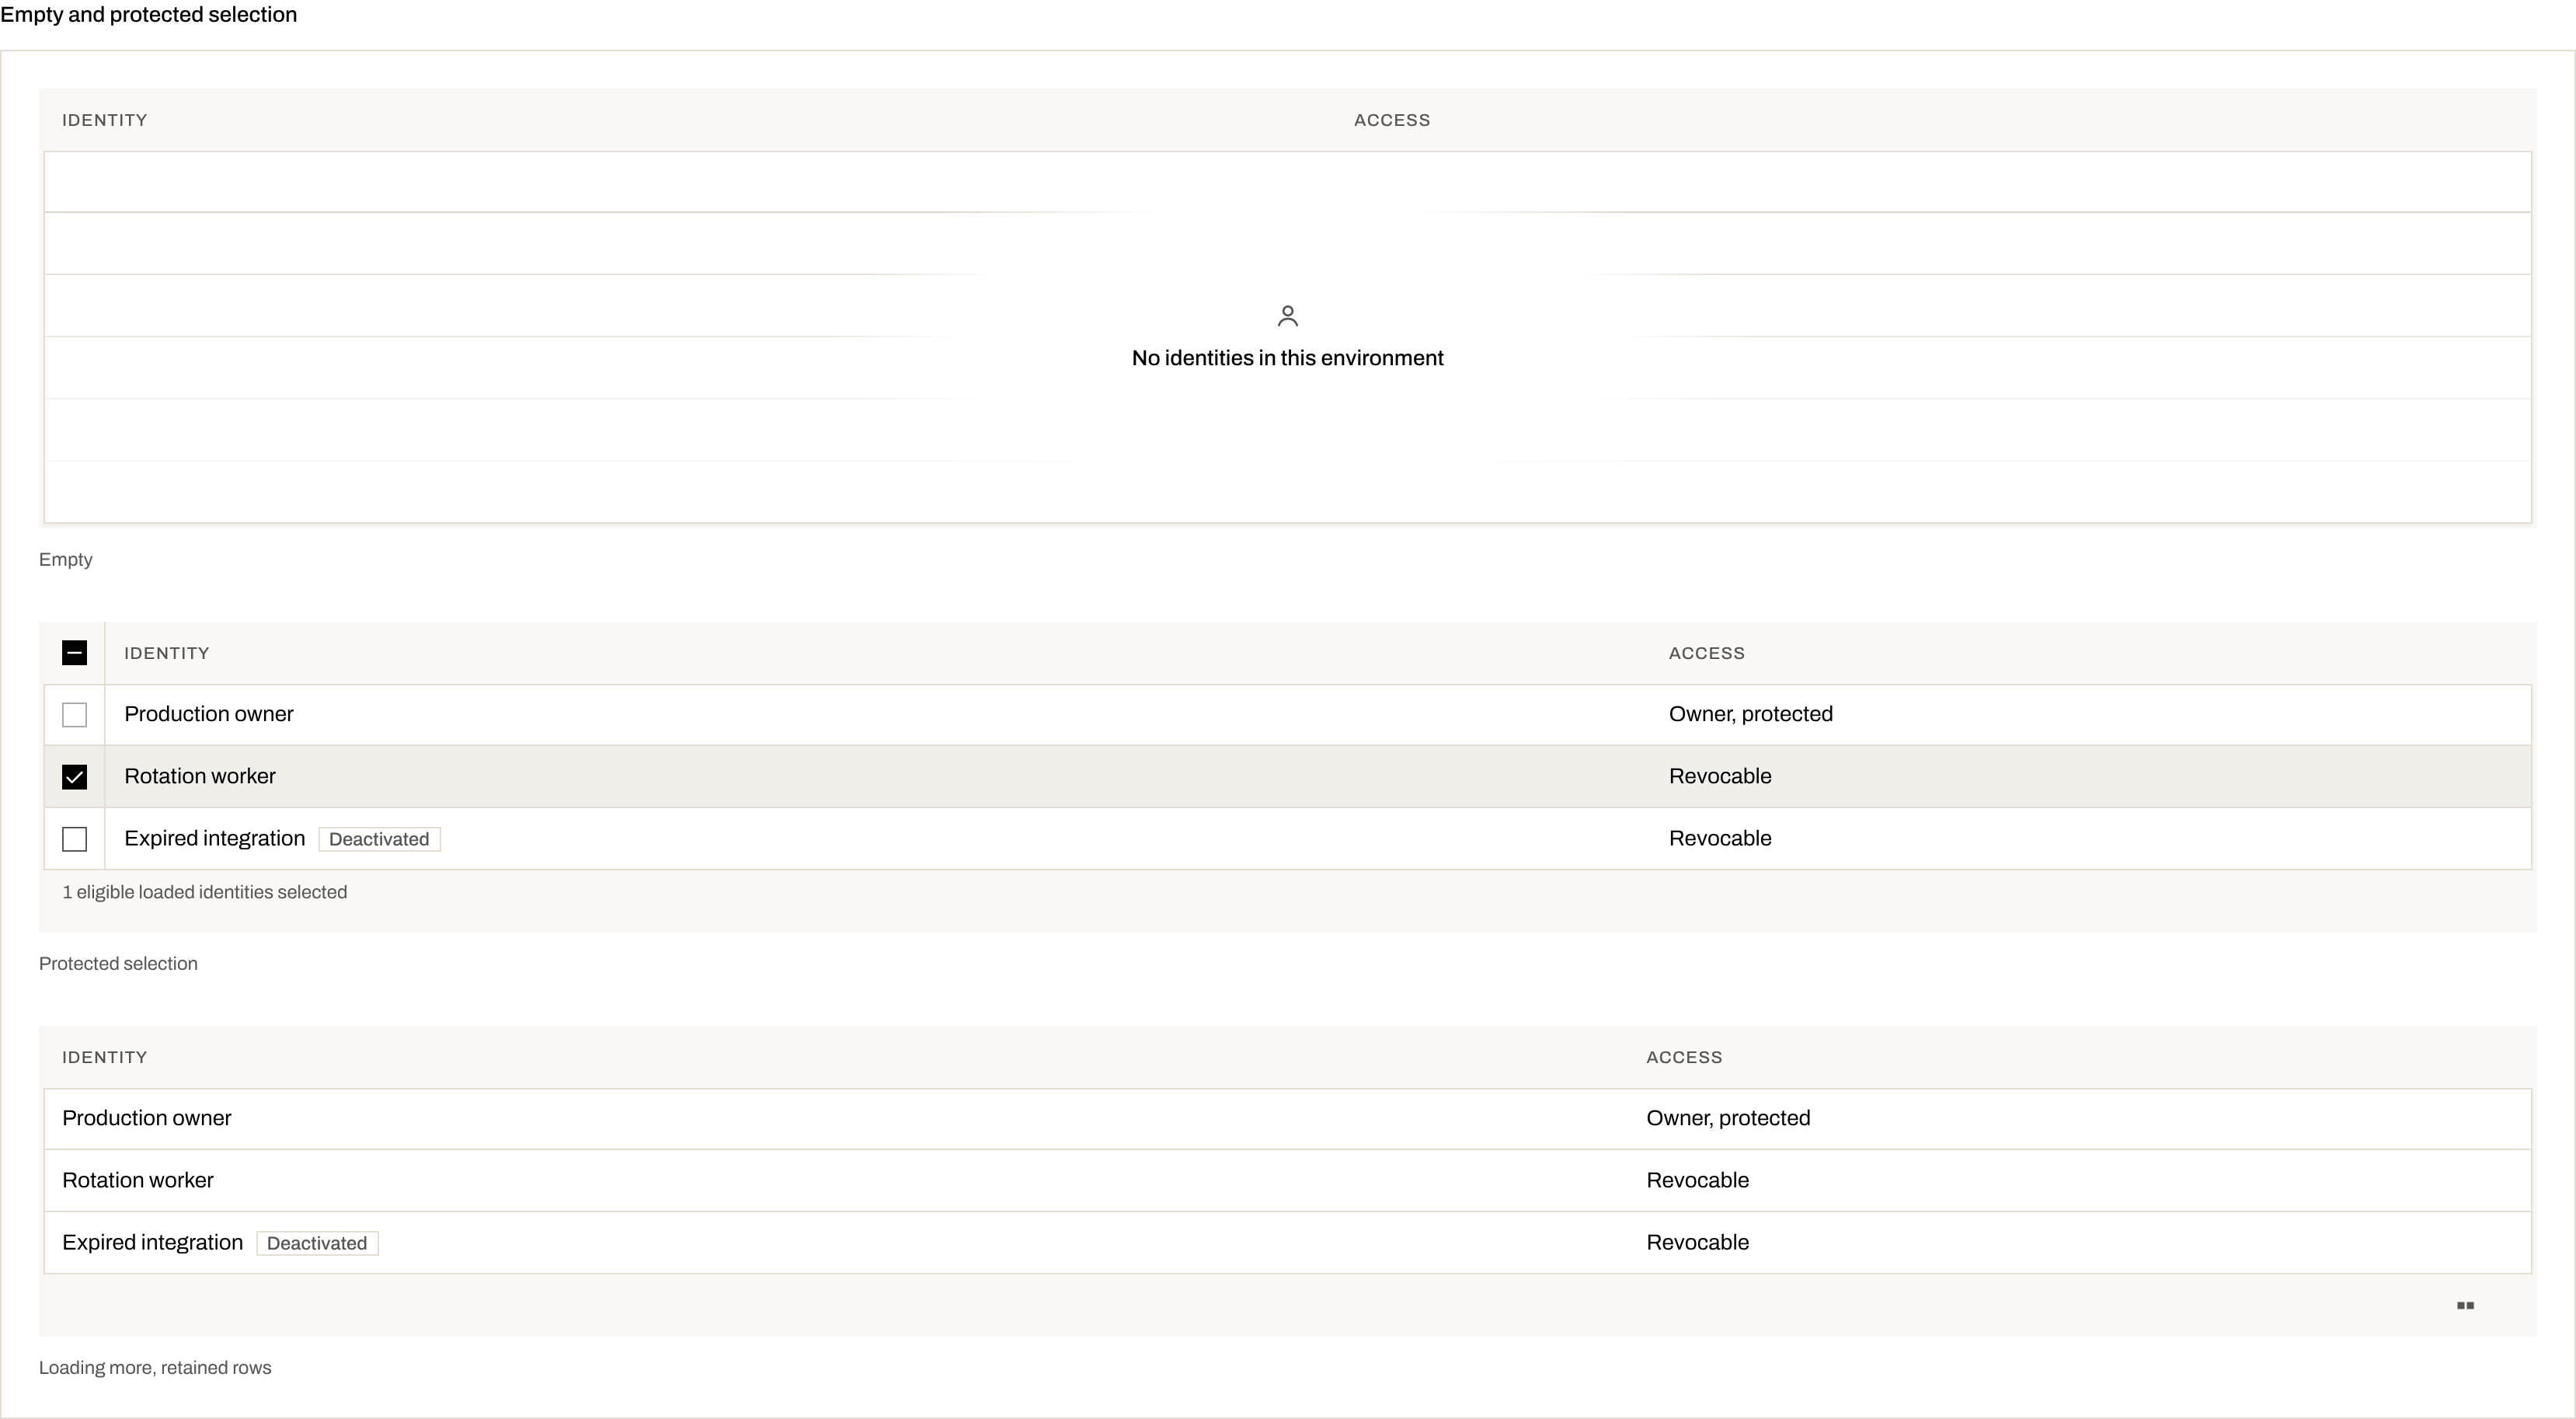 Empty and protected selection
IDENTITY ACCESS
No identities in this environment
Empty
IDENTITY ACCESS
Production owner Owner, protected
Rotation worker Revocable
Expired integration Deactivated Revocable
1 eligible loaded identities selected
Protected selection
IDENTITY ACCESS
Production owner Owner, protected
Rotation worker Revocable
Expired integration Deactivated Revocable
Loading more, retained rows